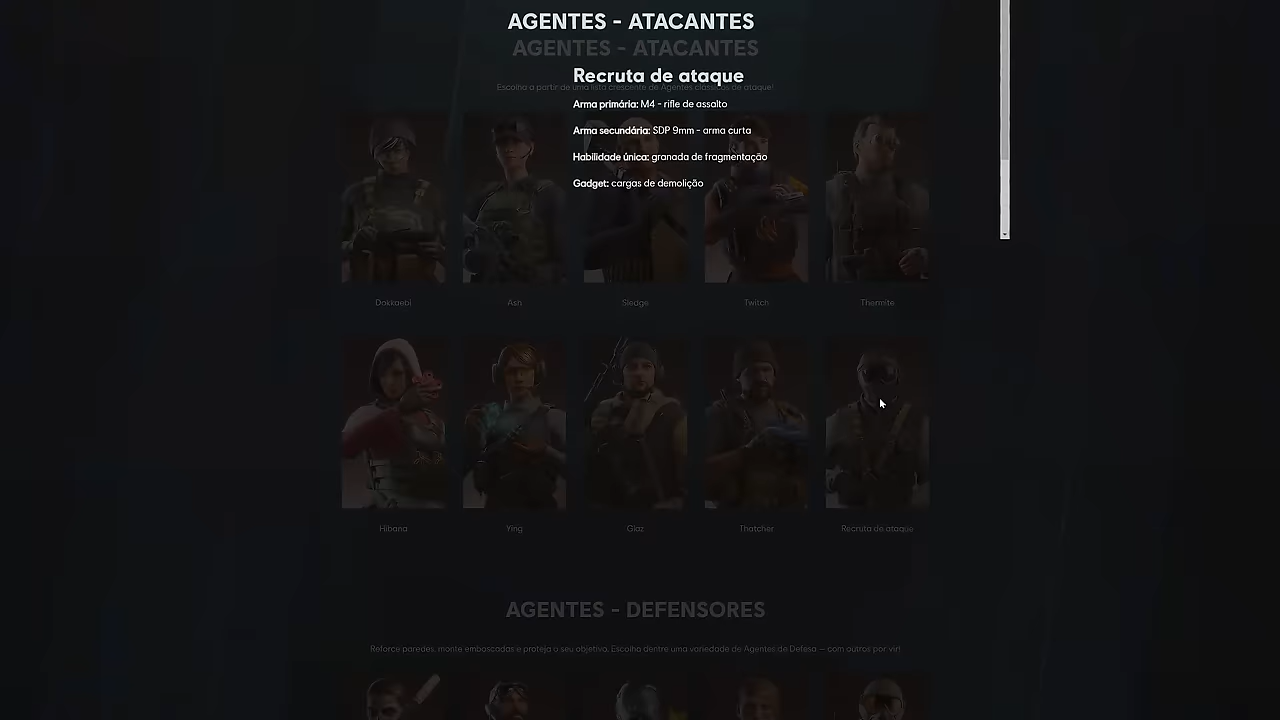 AGENTES - ATACANTES
AGENTES - ATACANTES
Recruta de ataque
Escolha a partir de uma lista crescente de Agentes clássicos de ataque!
Arma primária: M4 - rifle de assalto
Arma secundária: SDP 9mm - arma curta
Habilidade única: granada de fragmentação
Gadget: cargas de demolição
Dokkaebi
Ash
Sledge
Twitch
Thermite
Hibana
Ying
Glaz
Thatcher
Recruta de ataque
AGENTES - DEFENSORES
Reforce paredes, monte emboscadas e proteja o seu objetivo. Escolha dentre uma variedade de Agentes de Defesa — com outros por vir!